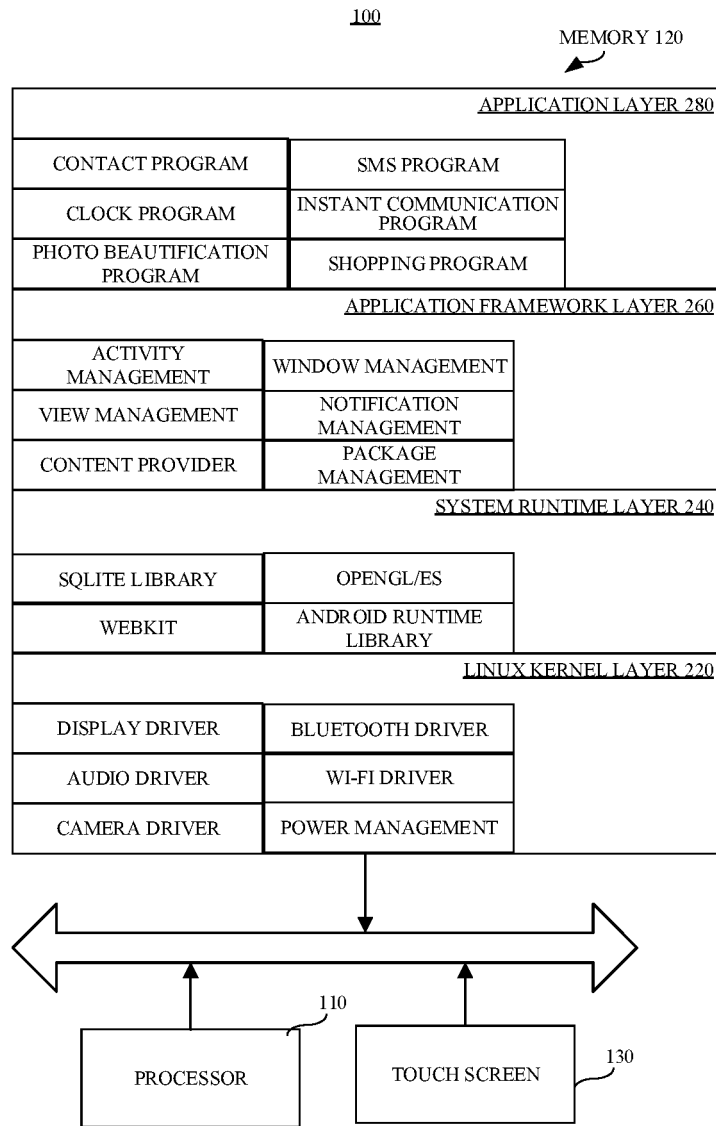 100
MEMORY 120
APPLICATION LAYER 280
CONTACT PROGRAM
SMS PROGRAM
CLOCK PROGRAM
INSTANT COMMUNICATION
PROGRAM
PHOTO BEAUTIFICATION
PROGRAM
SHOPPING PROGRAM
APPLICATION FRAMEWORK LAYER 260
ACTIVITY
MANAGEMENT
WINDOW MANAGEMENT
VIEW MANAGEMENT
NOTIFICATION
MANAGEMENT
CONTENT PROVIDER
PACKAGE
MANAGEMENT
SYSTEM RUNTIME LAYER 240
SQLITE LIBRARY
OPENGL/ES
WEBKIT
ANDROID RUNTIME
LIBRARY
LINUX KERNEL LAYER 220
DISPLAY DRIVER
BLUETOOTH DRIVER
AUDIO DRIVER
WI-FI DRIVER
CAMERA DRIVER
POWER MANAGEMENT
110
PROCESSOR
TOUCH SCREEN
130